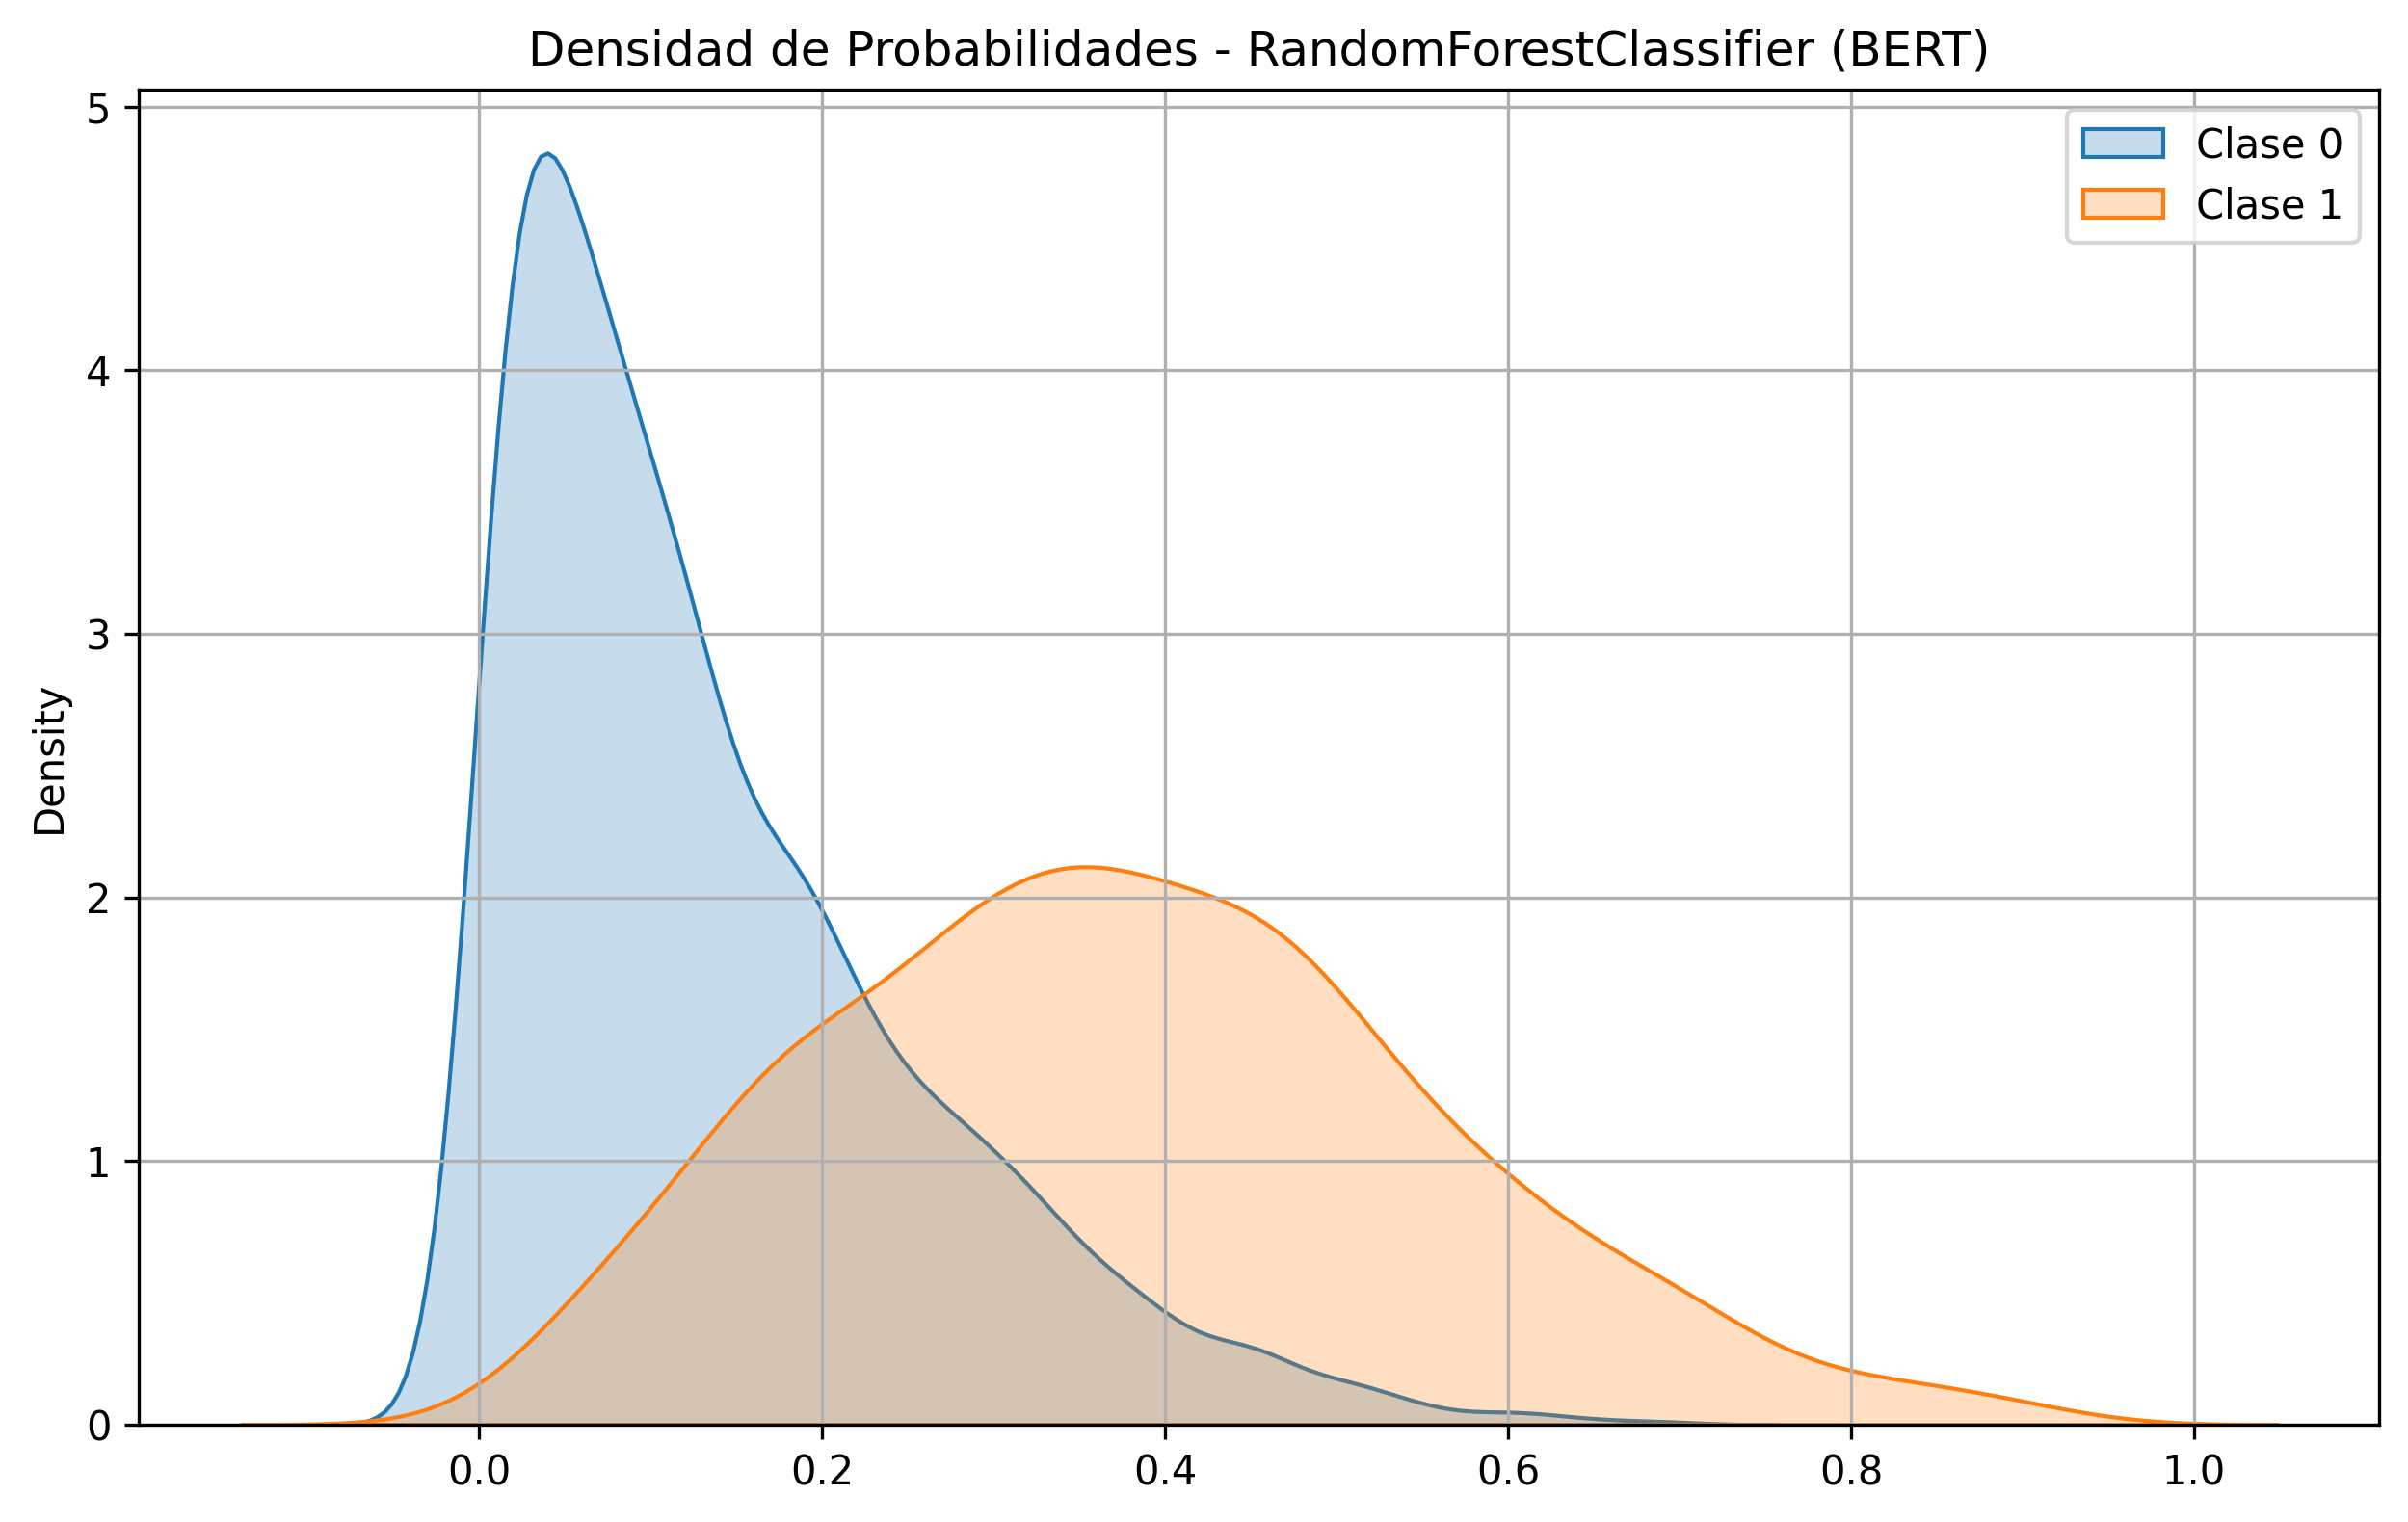 Densidad de Probabilidades - RandomForestClassifier (BERT)
Clase 0
Clase 1
Density
5
4
3
2
1
0
0.0 0.2 0.4 0.6 0.8 1.0